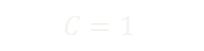 C = 1